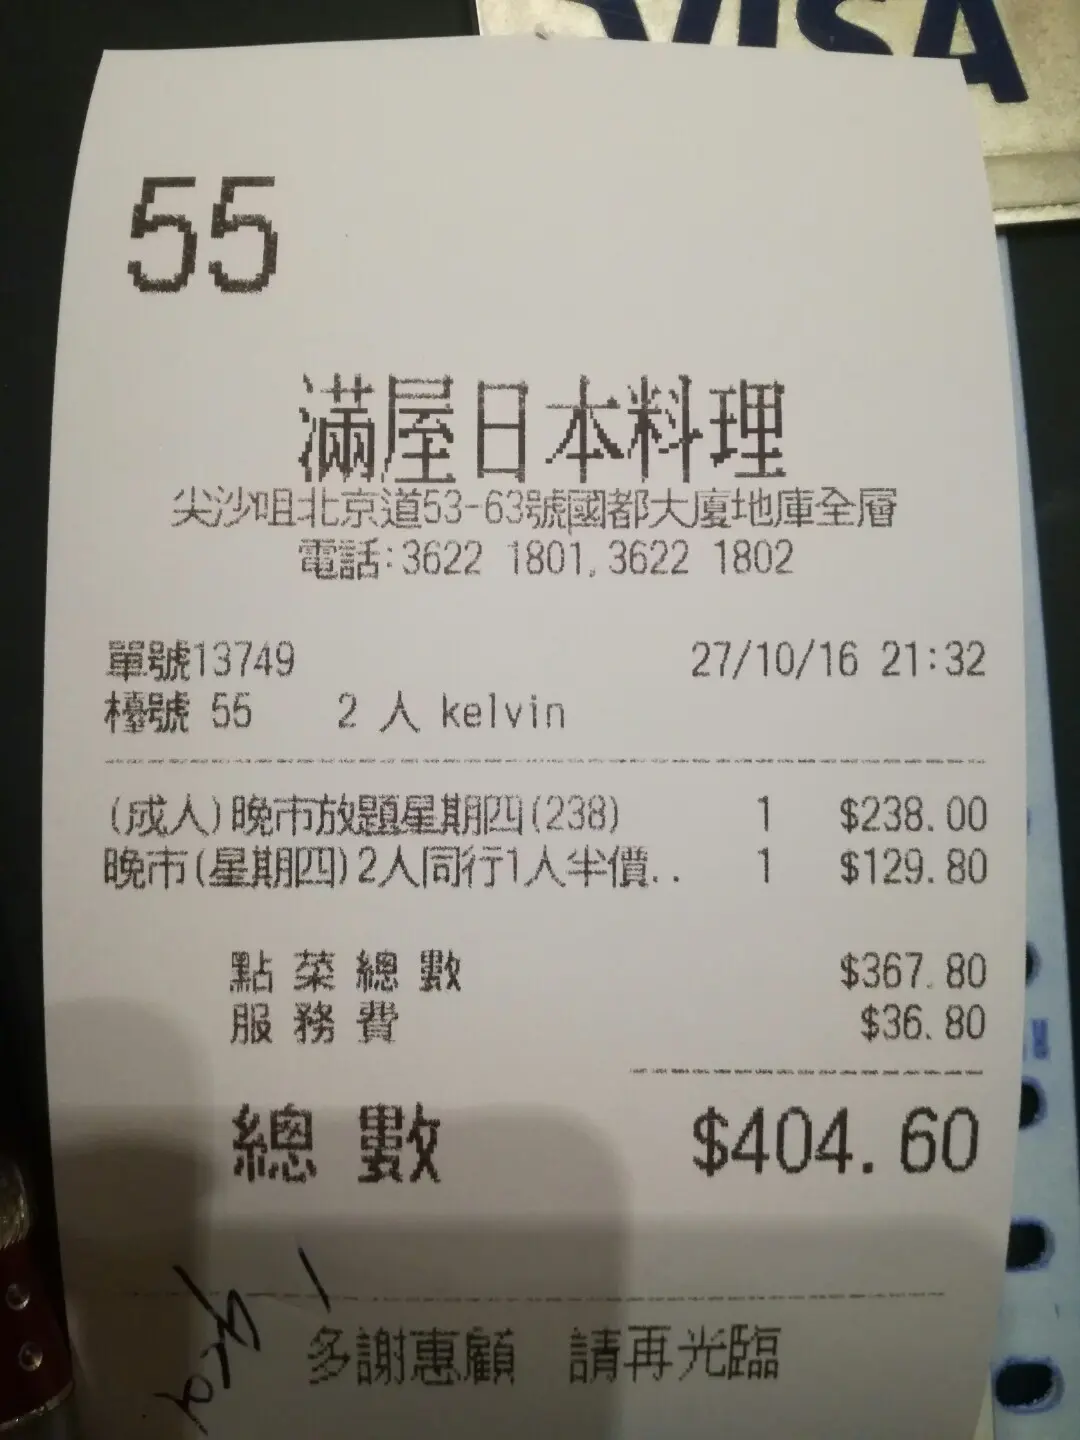 VISA
55
滿屋日本料理
尖沙咀北京道53-63號國都大廈地庫全層
電話:3622 1801,3622 1802
單號13749 27/10/16 21:32
檯號 55 2 人 kelvin
(成人)晚市放題星期四(238) 1 $238.00
晚市(星期四)2人同行1人半價.. 1 $129.80
點菜總數 $367.80
服務費 $36.80
總數 $404.60
多謝惠顧 請再光臨